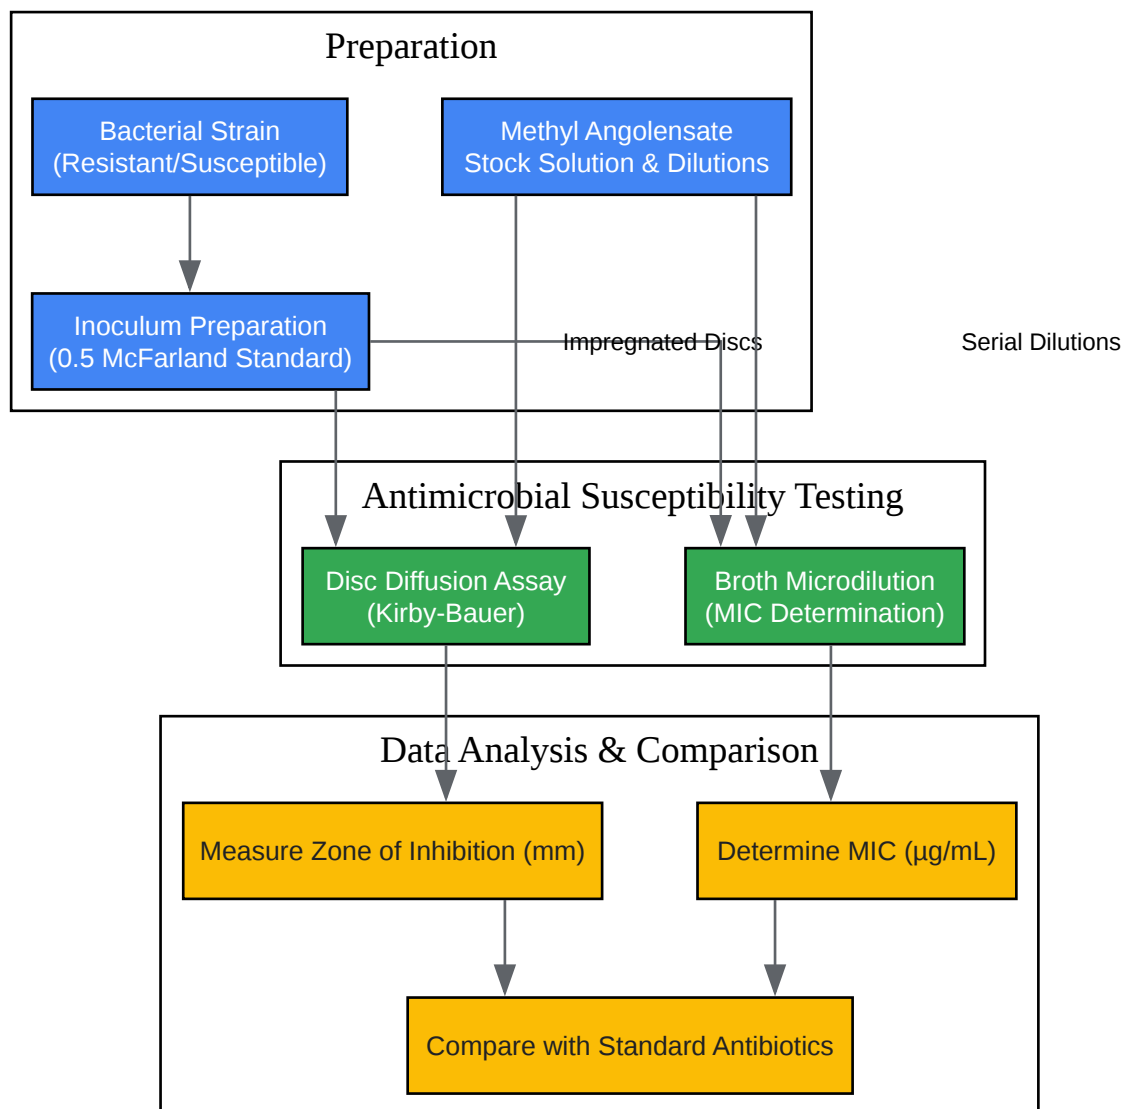 Preparation
Bacterial Strain
(Resistant/Susceptible)
Methyl Angolensate
Stock Solution & Dilutions
Inoculum Preparation
(0.5 McFarland Standard)
Impregnated Discs
Serial Dilutions
Antimicrobial Susceptibility Testing
Disc Diffusion Assay
(Kirby-Bauer)
Broth Microdilution
(MIC Determination)
Data Analysis & Comparison
Measure Zone of Inhibition (mm)
Determine MIC (µg/mL)
Compare with Standard Antibiotics